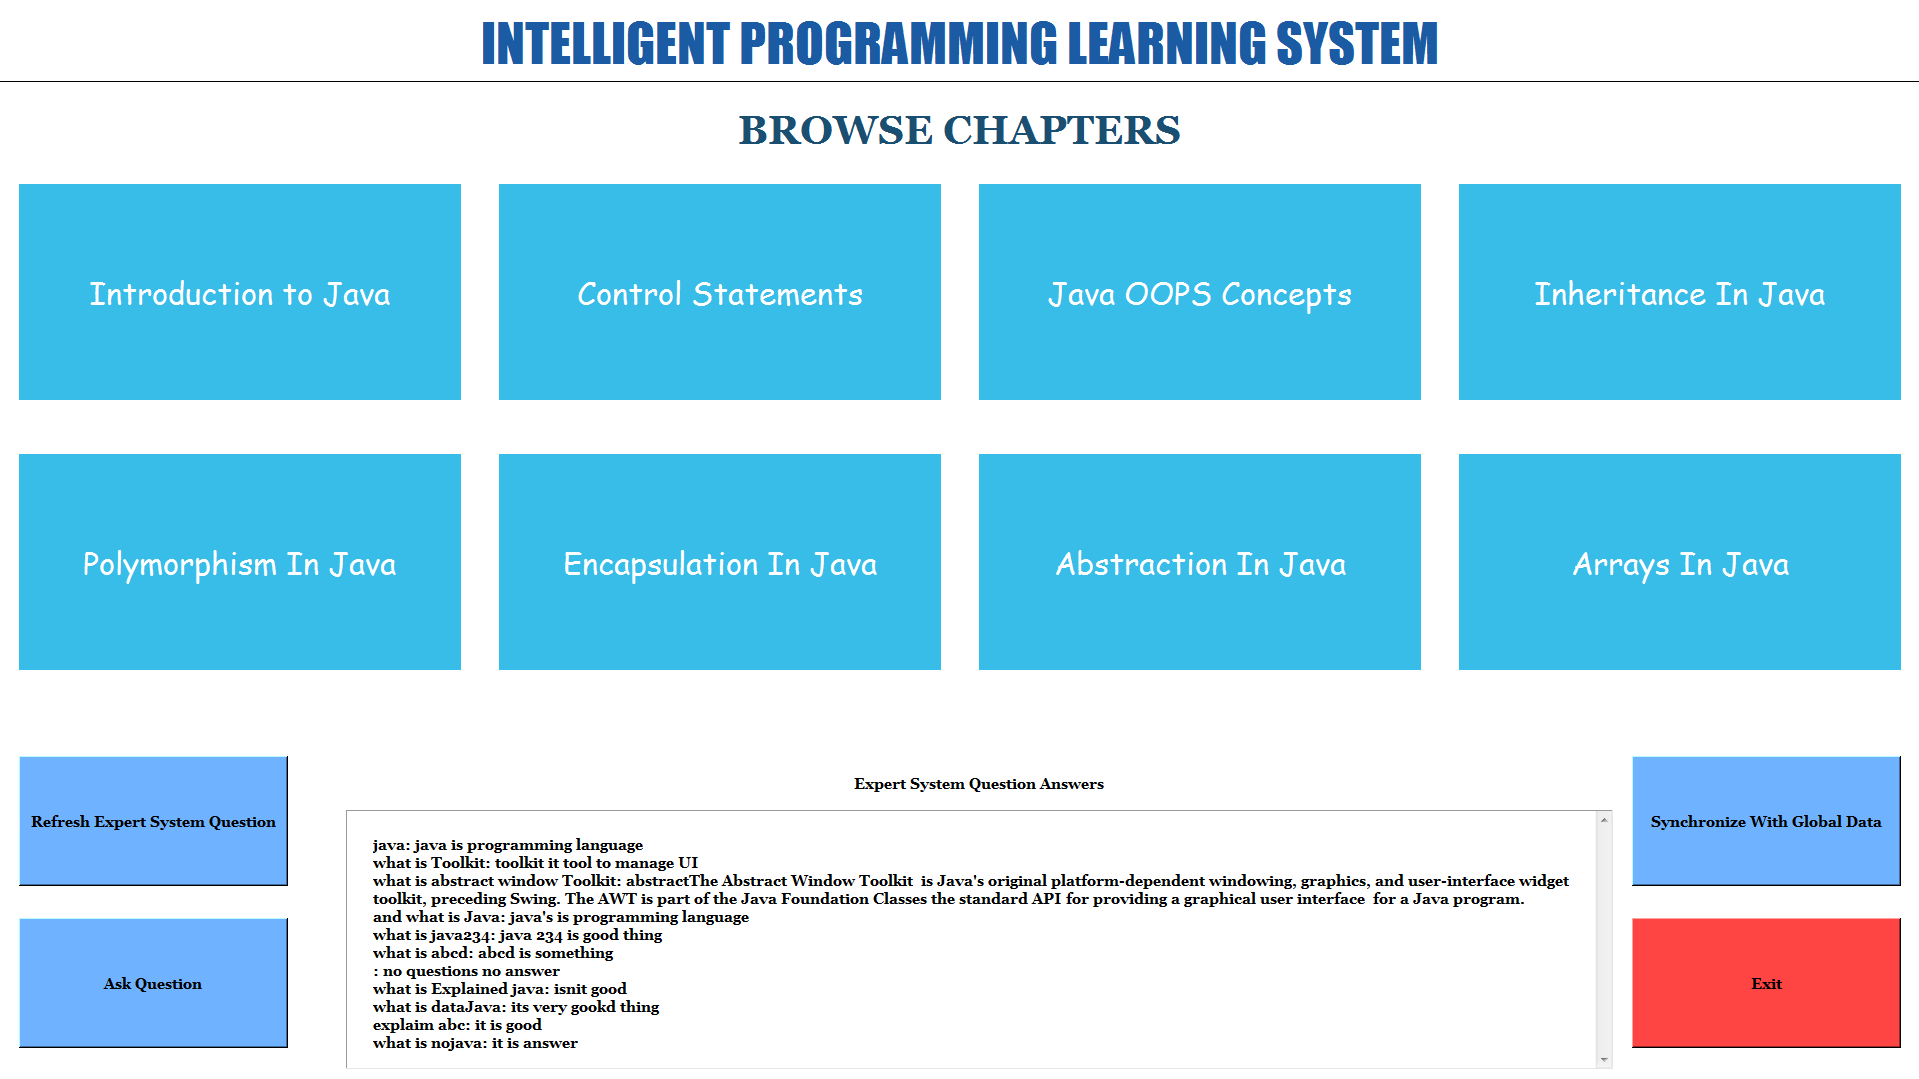 INTELLIGENT PROGRAMMING LEARNING SYSTEM
BROWSE CHAPTERS
Introduction to Java
Control Statements
Java OOPS Concepts
Inheritance In Java
Polymorphism In Java
Encapsulation In Java
Abstraction In Java
Arrays In Java
Refresh Expert System Question
Ask Question
Expert System Question Answers
java: java is programming language
what is Toolkit: toolkit it tool to manage UI
what is abstract window Toolkit: abstractThe Abstract Window Toolkit  is Java's original platform-dependent windowing, graphics, and user-interface widget
toolkit, preceding Swing. The AWT is part of the Java Foundation Classes the standard API for providing a graphical user interface  for a Java program.
and what is Java: java's is programming language
what is java234: java 234 is good thing
what is abcd: abcd is something
: no questions no answer
what is Explained java: isnit good
what is dataJava: its very gookd thing
explaim abc: it is good
what is nojava: it is answer
Synchronize With Global Data
Exit